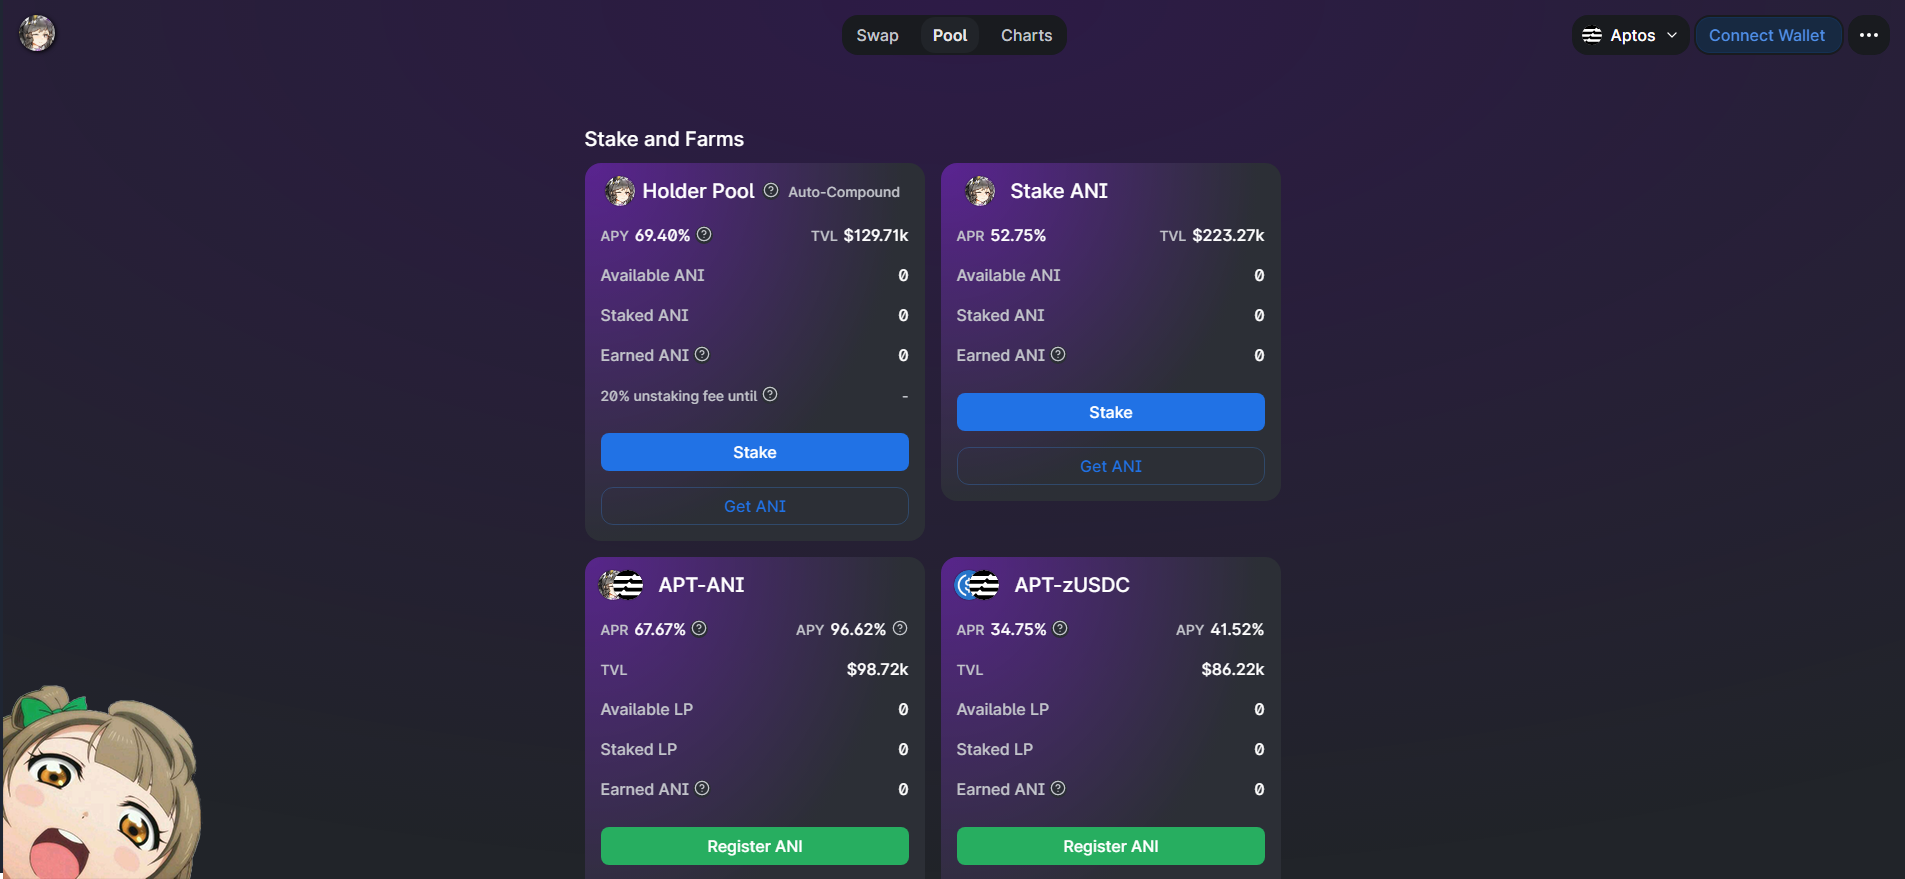 Swap
Pool
Charts
Aptos
Connect Wallet
Stake and Farms
Holder Pool
Auto-Compound
APY 69.40%
TVL $129.71k
Available ANI
0
Staked ANI
0
Earned ANI
0
20% unstaking fee until
-
Stake
Get ANI
Stake ANI
APR 52.75%
TVL $223.27k
Available ANI
0
Staked ANI
0
Earned ANI
0
Stake
Get ANI
APT-ANI
APR 67.67%
APY 96.62%
TVL
$98.72k
Available LP
0
Staked LP
0
Earned ANI
0
Register ANI
APT-zUSDC
APR 34.75%
APY 41.52%
TVL
$86.22k
Available LP
0
Staked LP
0
Earned ANI
0
Register ANI